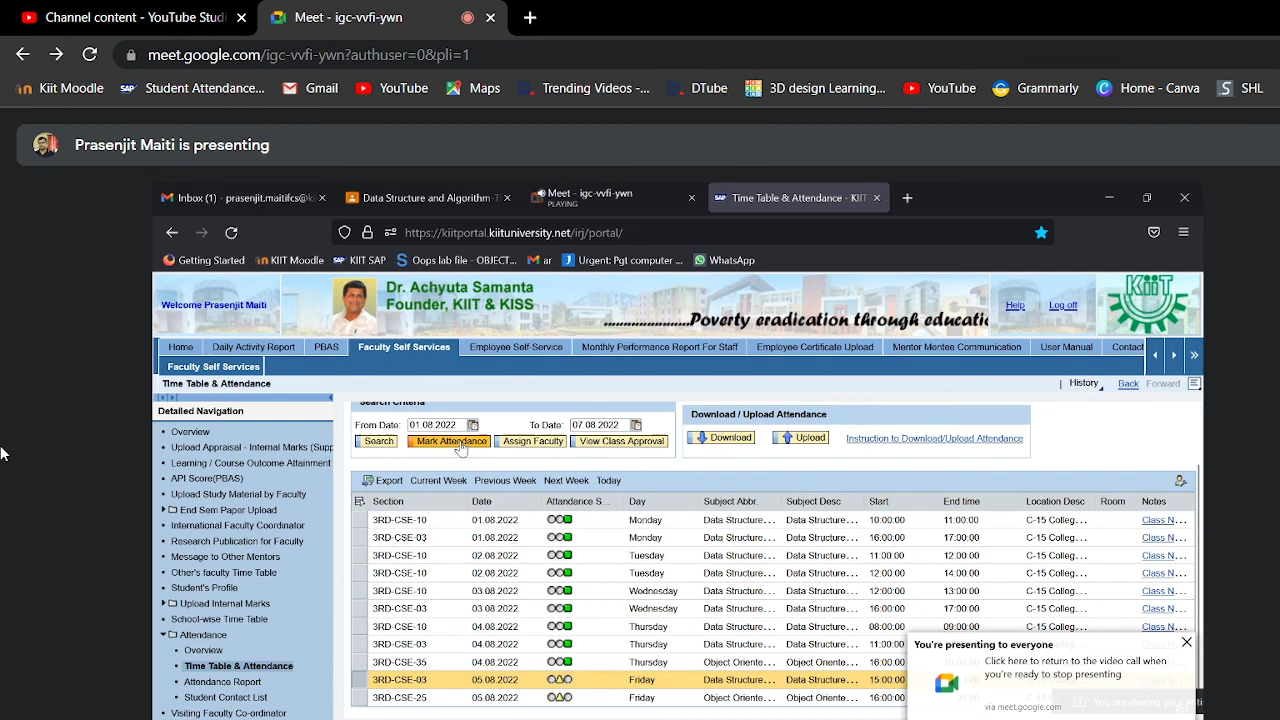 Channel content - YouTube Studi
Meet - igc-vvfi-ywn
meet.google.com/igc-vvfi-ywn?authuser=0&pli=1
Kiit Moodle
Student Attendance...
Gmail
YouTube
Maps
Trending Videos -...
DTube
3D design Learning...
YouTube
Grammarly
Home - Canva
SHL
Prasenjit Maiti is presenting
Inbox (1) - prasenjit.maitifcs@ki
Data Structure and Algorithm -T
Meet - igc-vvfi-ywn
PLAYING
Time Table & Attendance - KIIT
https://kiitportal.kiituniversity.net/irj/portal/
Getting Started
KIIT Moodle
KIIT SAP
Oops lab file - OBJECT...
ar
Urgent: Pgt computer ...
WhatsApp
Welcome Prasenjit Maiti
Dr. Achyuta Samanta
Founder, KIIT & KISS
.....................Poverty eradication through educatio
Help
Log off
KiiT
Home
Daily Activity Report
PBAS
Faculty Self Services
Employee Self-Service
Monthly Performance Report For Staff
Employee Certificate Upload
Mentor Mentee Communication
User Manual
Contact
Faculty Self Services
Time Table & Attendance
History
Back
Forward
Detailed Navigation
Overview
Upload Appraisal - Internal Marks (Supp
Learning / Course Outcome Attainment
API Score(PBAS)
Upload Study Material by Faculty
End Sem Paper Upload
International Faculty Coordinator
Research Publication for Faculty
Message to Other Mentors
Other's faculty Time Table
Student's Profile
Upload Internal Marks
School-wise Time Table
Attendance
Overview
Time Table & Attendance
Attendance Report
Student Contact List
Visiting Faculty Co-ordinator
Search Criteria
From Date: 01.08.2022 To Date: 07.08.2022
Search Mark Attendance Assign Faculty View Class Approval
Download / Upload Attendance
Download Upload Instruction to Download/Upload Attendance
Export Current Week Previous Week Next Week Today
Section Date Attendance S... Day Subject Abbr. Subject Desc Start End time Location Desc Room Notes
3RD-CSE-10 01.08.2022 Monday Data Structure... Data Structure... 10:00:00 11:00:00 C-15 Colleg... Class N...
3RD-CSE-03 01.08.2022 Monday Data Structure... Data Structure... 16:00:00 17:00:00 C-15 Colleg... Class N...
3RD-CSE-10 02.08.2022 Tuesday Data Structure... Data Structure... 11:00:00 12:00:00 C-15 Colleg... Class N...
3RD-CSE-10 02.08.2022 Tuesday Data Structure... Data Structure... 12:00:00 14:00:00 C-15 Colleg... Class N...
3RD-CSE-10 03.08.2022 Wednesday Data Structure... Data Structure... 12:00:00 13:00:00 C-15 Colleg... Class N...
3RD-CSE-03 03.08.2022 Wednesday Data Structure... Data Structure... 16:00:00 17:00:00 C-15 Colleg... Class N...
3RD-CSE-10 04.08.2022 Thursday Data Structure... Data Structure... 08:00:00 09:00:00 C-15 Colleg... Class N...
3RD-CSE-03 04.08.2022 Thursday Data Structure... Data Structure... 11:00:00
3RD-CSE-35 04.08.2022 Thursday Object Oriente... Object Oriente... 16:00:00
3RD-CSE-03 05.08.2022 Friday Data Structure... Data Structure... 15:00:00
3RD-CSE-25 05.08.2022 Friday Object Oriente... Object Oriente... 16:00:00
You're presenting to everyone
Click here to return to the video call when
you're ready to stop presenting
via meet.google.com
You are sharing your